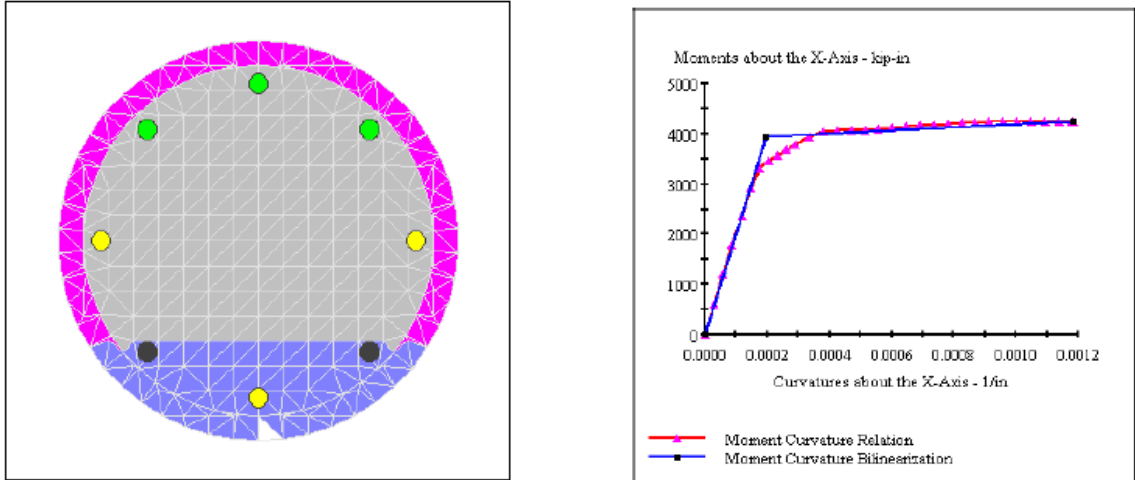 Moments about the X-Axis - kip-in
5000
4000
3000
2000
1000
0
0.0000 0.0002 0.0004 0.0006 0.0008 0.0010 0.0012
Curvatures about the X-Axis - 1/in
Moment Curvature Relation
Moment Curvature Bilinearization